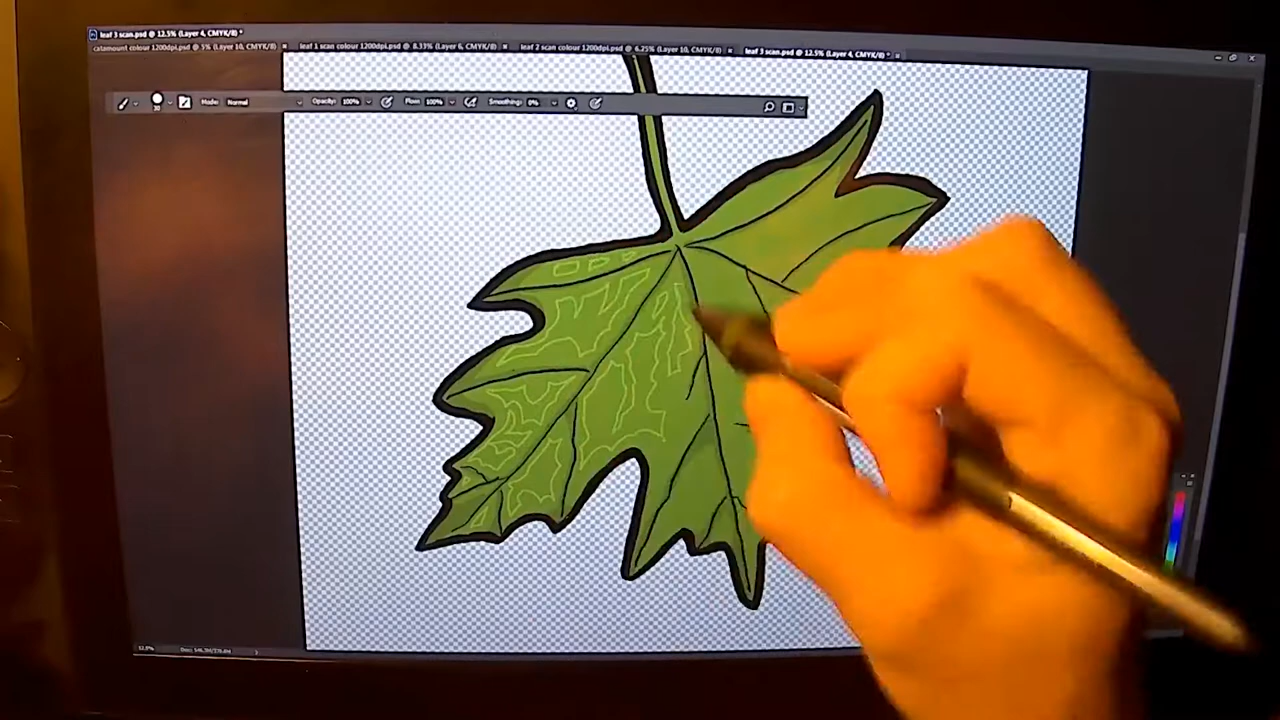 leaf 3 scan.psd @ 12.5% (Layer 4, CMYK/8) *
catamount colour 1200dpi.psd @ 5% (Layer 10, CMYK/8) leaf 1 scan colour 1200dpi.psd @ 8.33% (Layer 6, CMYK/8) leaf 2 scan colour 1200dpi.psd @ 6.25% (Layer 10, CMYK/8) leaf 3 scan.psd @ 12.5% (Layer 4, CMYK/8) *
30 Mode: Normal Opacity: 100% Flow: 100% Smoothing: 0%
12.5%